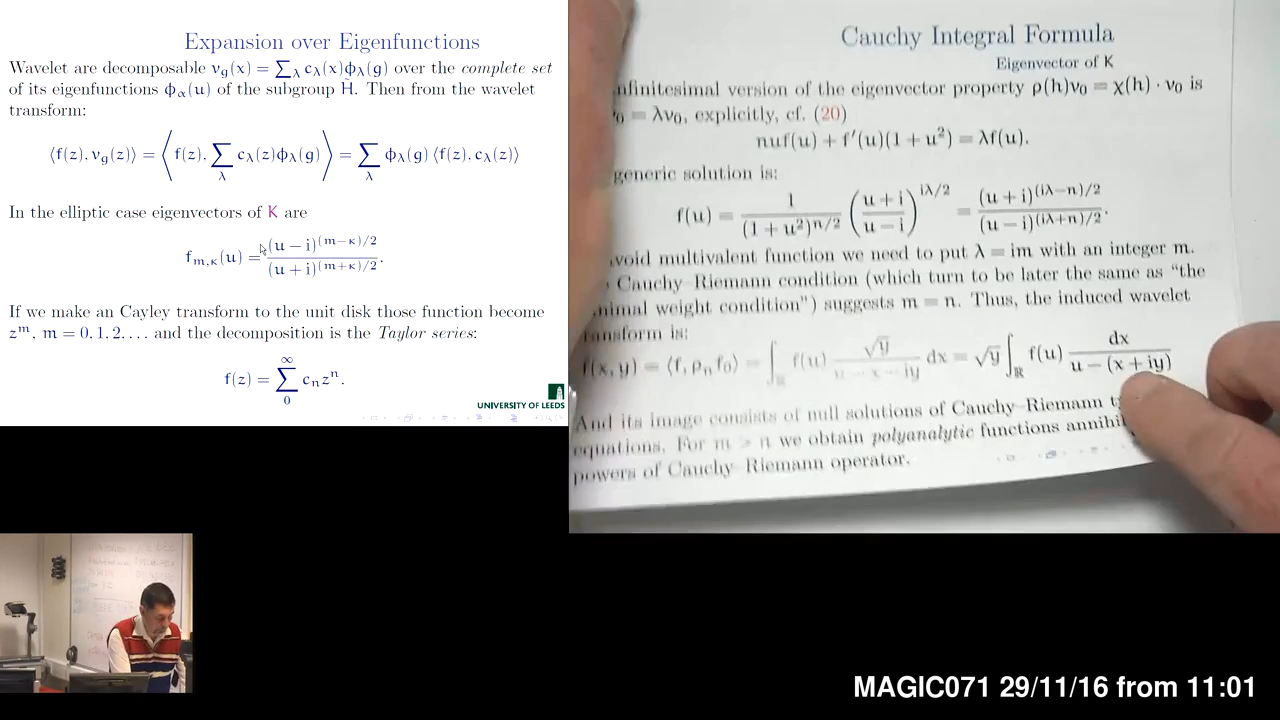 Expansion over Eigenfunctions
Wavelet are decomposable v_g(x) = ∑_λ c_λ(x)ϕ_λ(g) over the complete set
of its eigenfunctions ϕ_α(u) of the subgroup H̃. Then from the wavelet
transform:
⟨f(z), v_g(z)⟩ = ⟨f(z), ∑_λ c_λ(z)ϕ_λ(g)⟩ = ∑_λ ϕ_λ(g) ⟨f(z), c_λ(z)⟩
In the elliptic case eigenvectors of K are
f_{m,κ}(u) = (u − i)^{(m−κ)/2} / (u + i)^{(m+κ)/2}.
If we make an Cayley transform to the unit disk those function become
z^m, m = 0, 1, 2, . . . and the decomposition is the Taylor series:
f(z) = ∑_0^∞ c_n z^n.
UNIVERSITY OF LEEDS
Cauchy Integral Formula
Eigenvector of K
nfinitesimal version of the eigenvector property ρ(h)v_0 = χ(h) · v_0 is
= λv_0, explicitly, cf. (20)
nuf(u) + f′(u)(1 + u^2) = λf(u).
generic solution is:
f(u) = 1 / (1 + u^2)^{n/2} ((u + i) / (u − i))^{iλ/2} = (u + i)^{(iλ−n)/2} / (u − i)^{(iλ+n)/2}.
void multivalent function we need to put λ = im with an integer m.
Cauchy–Riemann condition (which turn to be later the same as “the
nimal weight condition”) suggests m = n. Thus, the induced wavelet
transform is:
f(x, y) = ⟨f, ρ_n f_0⟩ = ∫_ℝ f(u) √y / (u − x − iy) dx = √y ∫_ℝ f(u) dx / (u − (x + iy))
And its image consists of null solutions of Cauchy–Riemann t
equations. For m > n we obtain polyanalytic functions annihi
powers of Cauchy–Riemann operator.
MAGIC071 29/11/16 from 11:01